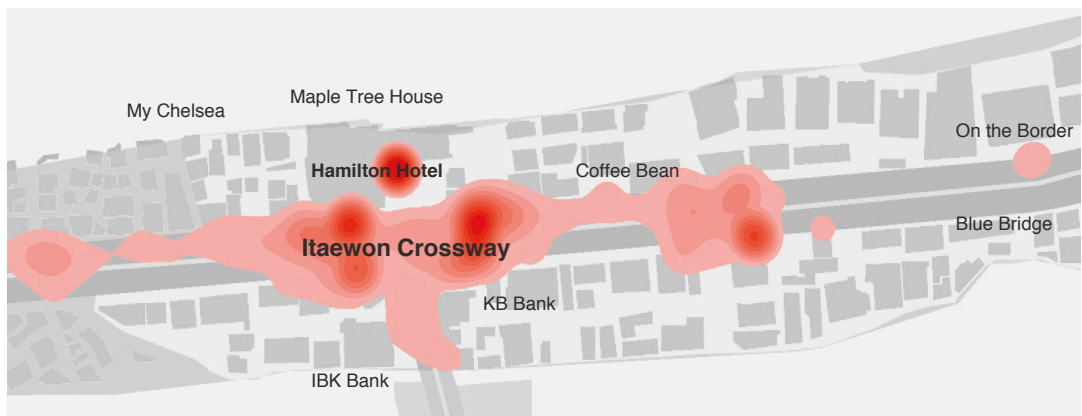 Maple Tree House
My Chelsea
On the Border
Hamilton Hotel
Coffee Bean
Blue Bridge
Itaewon Crossway
KB Bank
IBK Bank